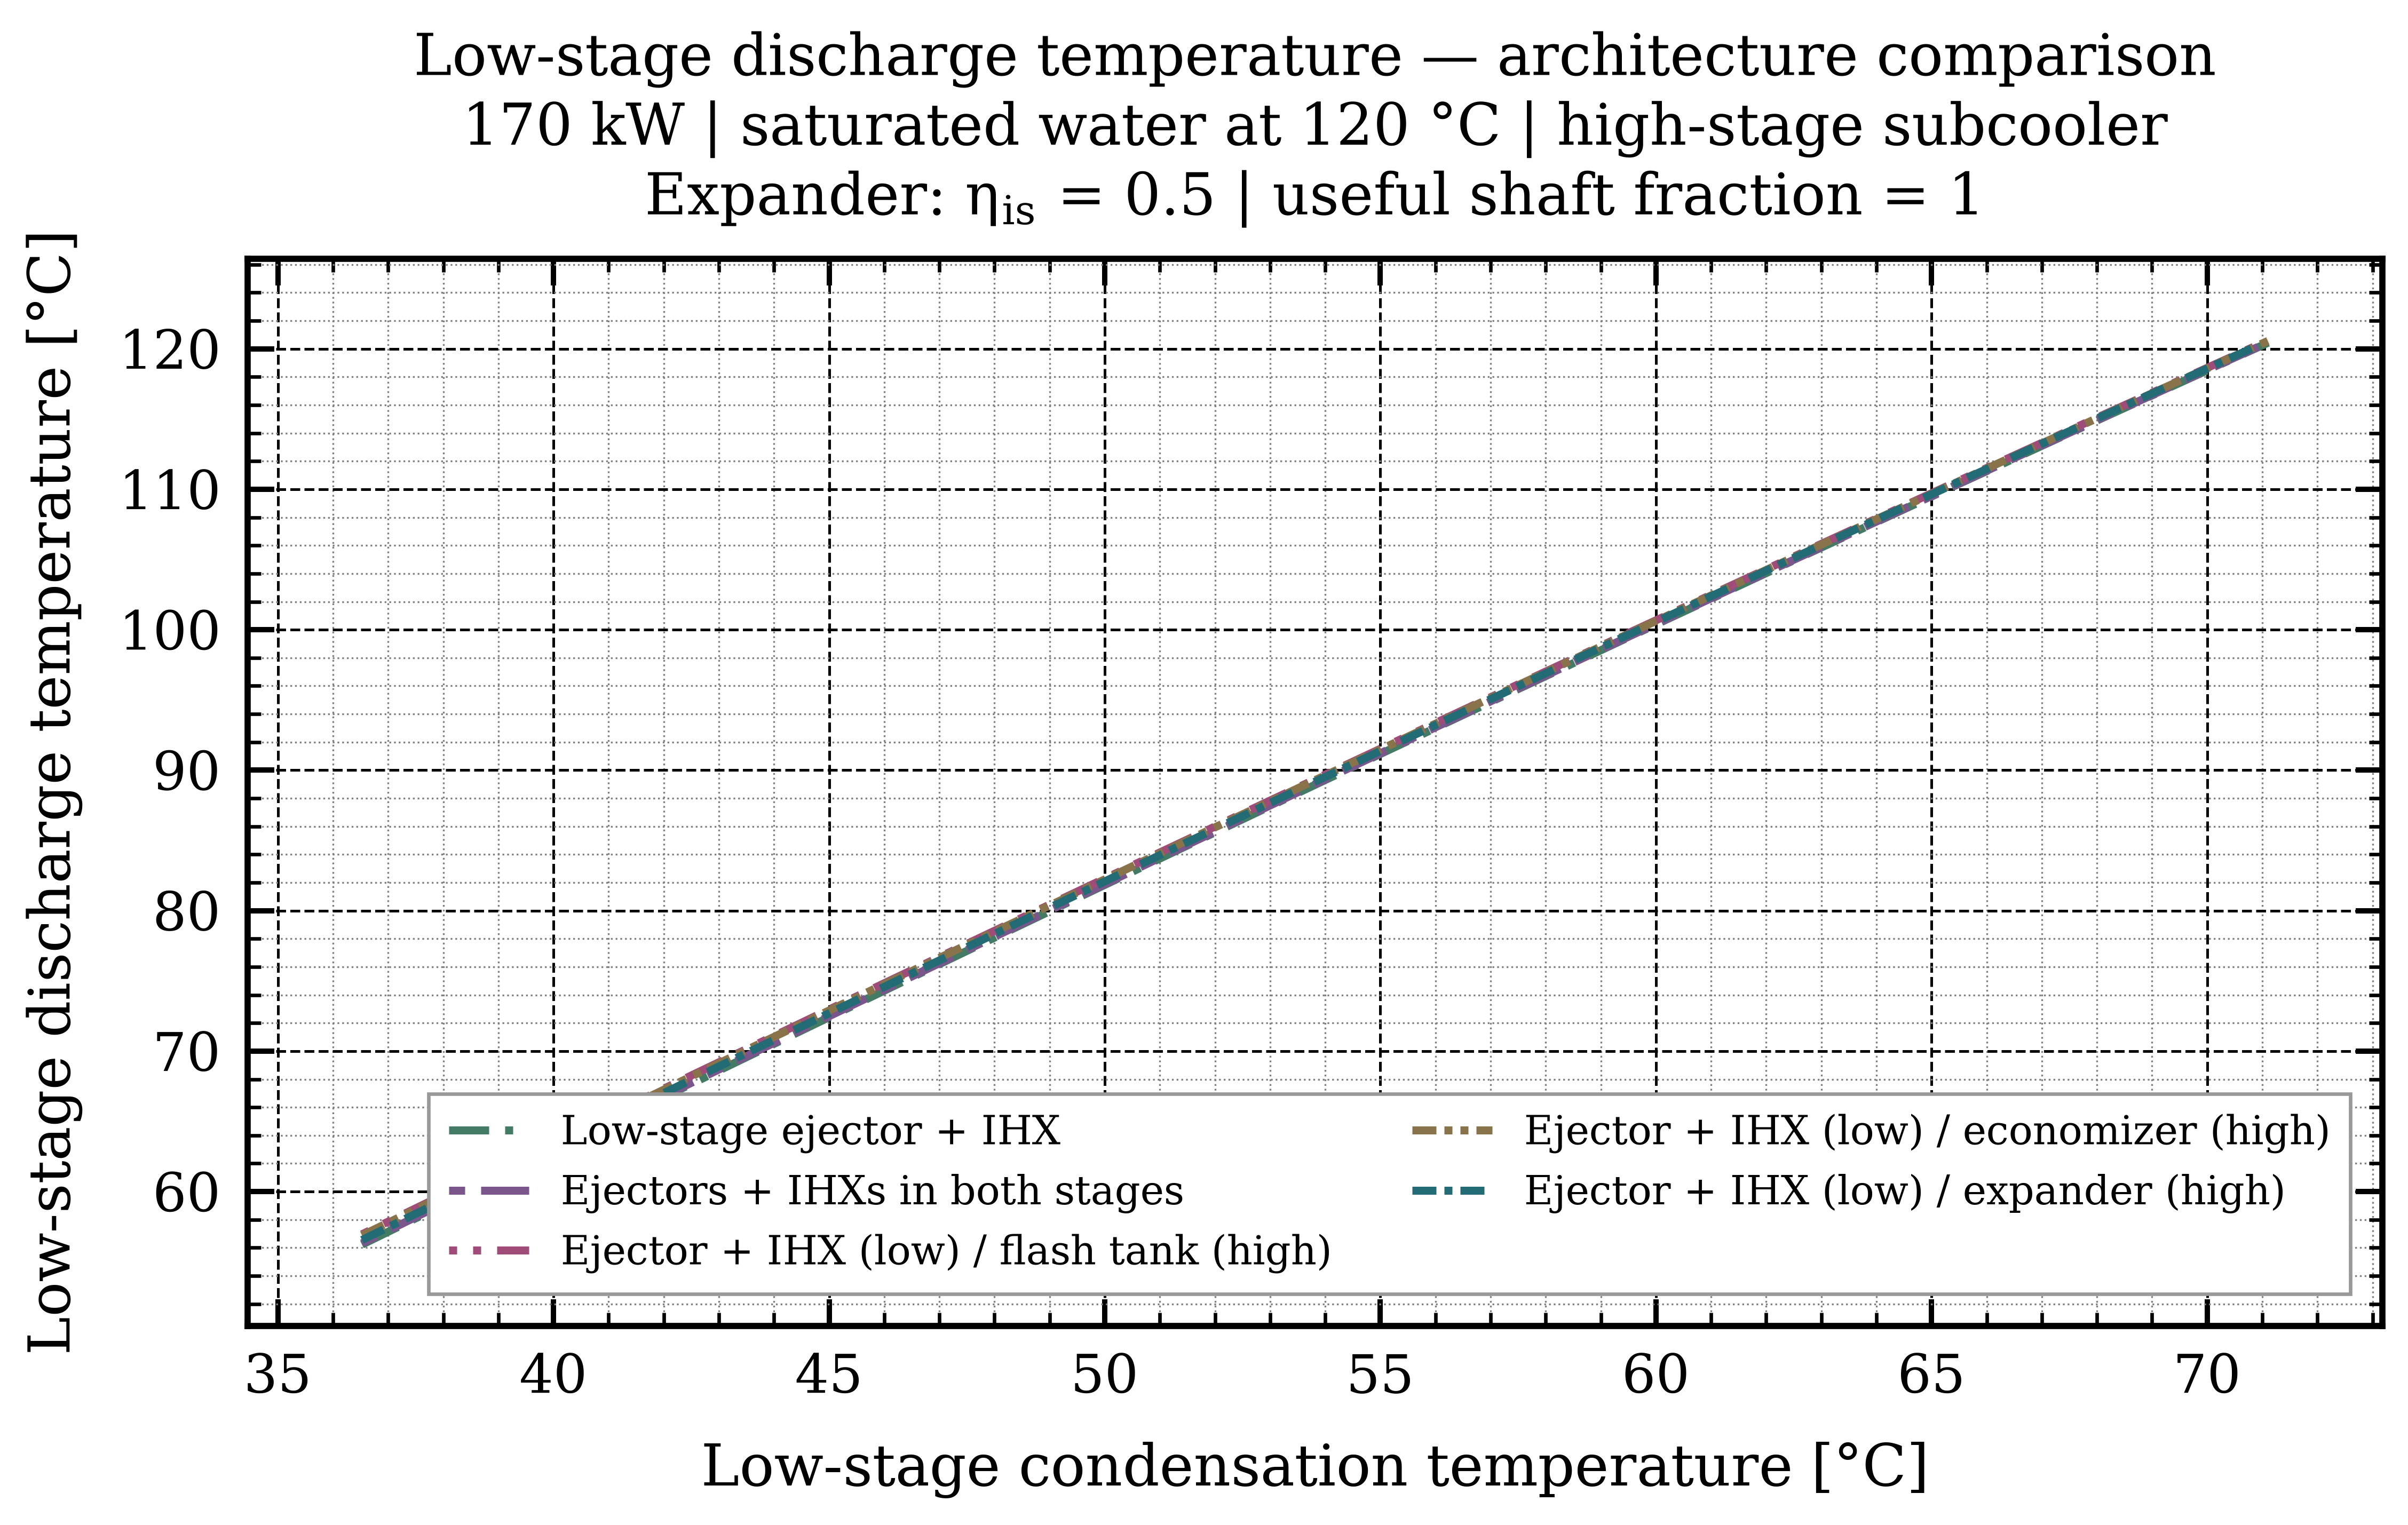 Low-stage discharge temperature — architecture comparison
170 kW | saturated water at 120 °C | high-stage subcooler
Expander: ηis = 0.5 | useful shaft fraction = 1
Low-stage discharge temperature [°C]
120
110
100
90
80
70
60
Low-stage ejector + IHX
Ejectors + IHXs in both stages
Ejector + IHX (low) / flash tank (high)
Ejector + IHX (low) / economizer (high)
Ejector + IHX (low) / expander (high)
35 40 45 50 55 60 65 70
Low-stage condensation temperature [°C]